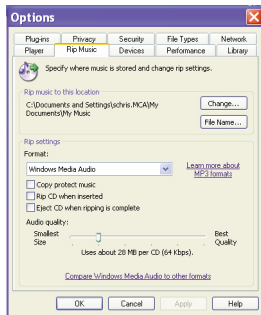 Options
Plug-ins Privacy Security File Types Network
Player Rip Music Devices Performance Library
Specify where music is stored and change rip settings.
Rip music to this location
C:\Documents and Settings\schris.MCA\My
Documents\My Music
Change...
File Name...
Rip settings
Format:
Windows Media Audio
Learn more about
MP3 formats
Copy protect music
Rip CD when inserted
Eject CD when ripping is complete
Audio quality:
Smallest Best
Size Quality
Uses about 28 MB per CD (64 Kbps).
Compare Windows Media Audio to other formats
OK Cancel Apply Help